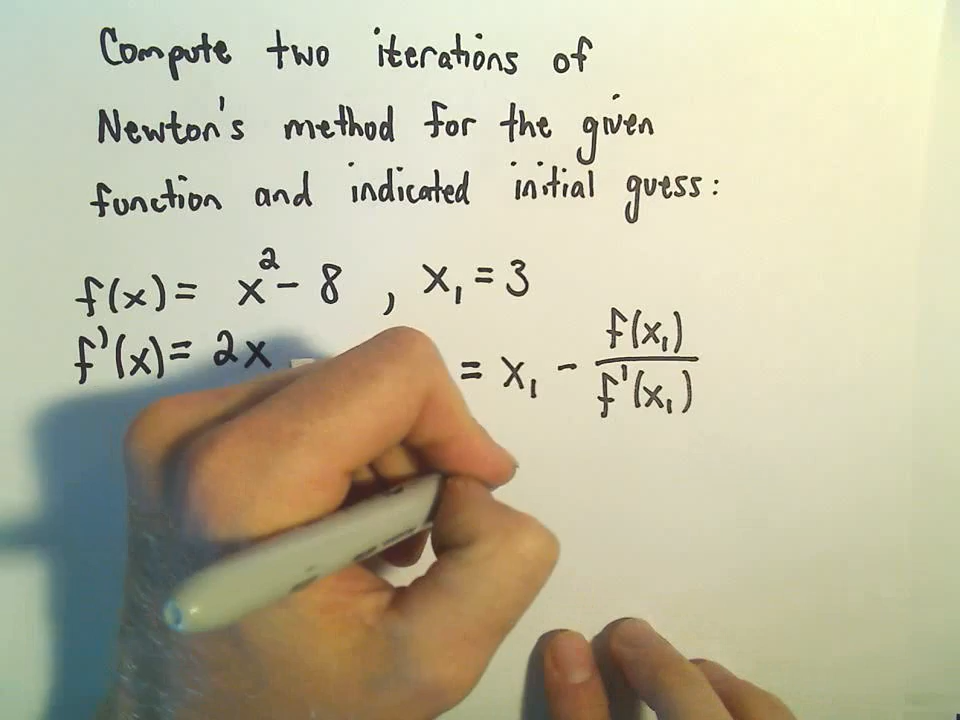 Compute two iterations of
Newton's method for the given
function and indicated initial guess:
f(x) = x² - 8 , x₁ = 3
f'(x) = 2x
= x₁ - f(x₁) / f'(x₁)